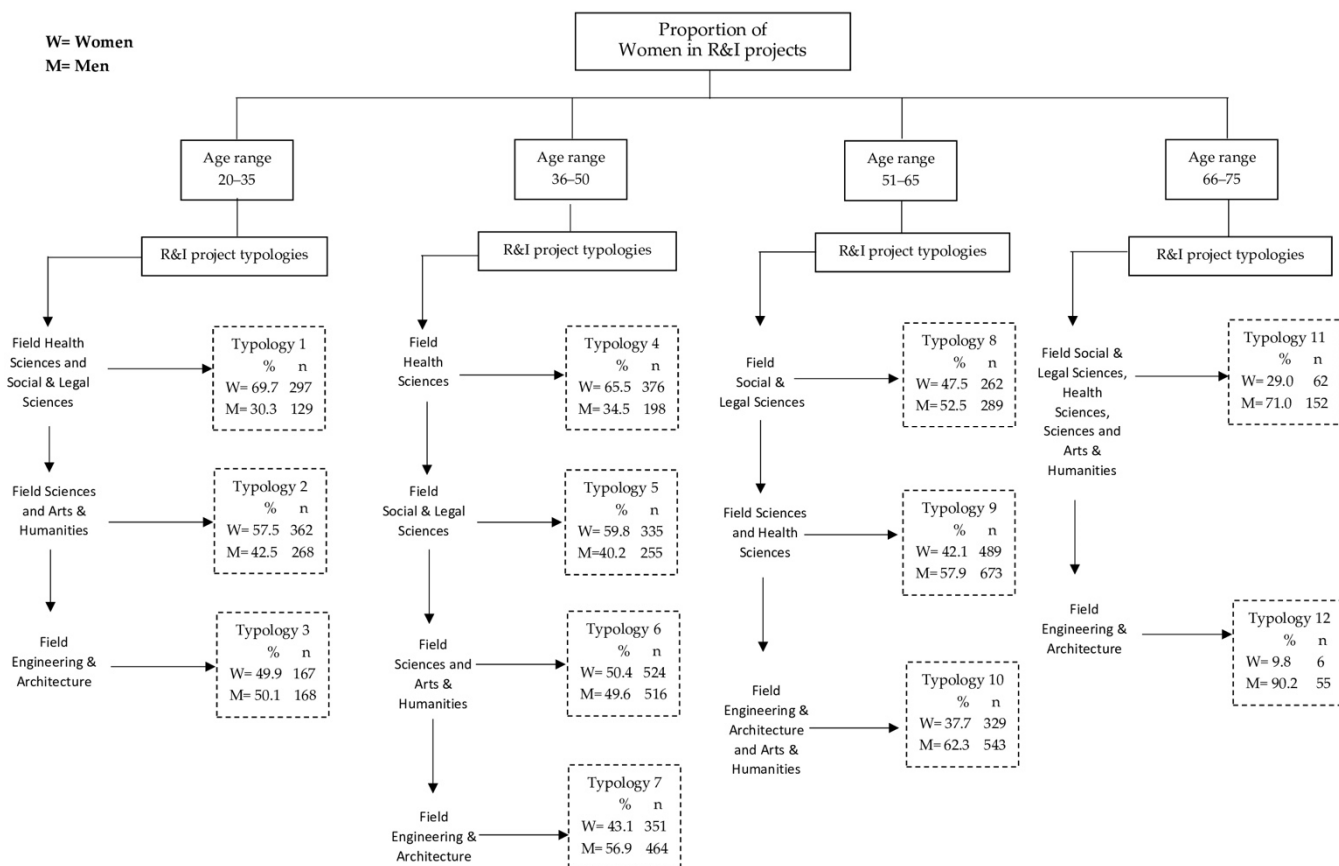 W= Women
M= Men
Proportion of
Women in R&I projects
Age range
20–35
R&I project typologies
Field Health
Sciences and
Social & Legal
Sciences
Typology 1
% n
W= 69.7 297
M= 30.3 129
Field Sciences
and Arts &
Humanities
Typology 2
% n
W= 57.5 362
M= 42.5 268
Field
Engineering &
Architecture
Typology 3
% n
W= 49.9 167
M= 50.1 168
Age range
36–50
R&I project typologies
Field
Health
Sciences
Typology 4
% n
W= 65.5 376
M= 34.5 198
Field
Social & Legal
Sciences
Typology 5
% n
W= 59.8 335
M=40.2 255
Field
Sciences and
Arts &
Humanities
Typology 6
% n
W= 50.4 524
M= 49.6 516
Field
Engineering &
Architecture
Typology 7
% n
W= 43.1 351
M= 56.9 464
Age range
51–65
R&I project typologies
Field
Social &
Legal Sciences
Typology 8
% n
W= 47.5 262
M= 52.5 289
Field Sciences
and Health
Sciences
Typology 9
% n
W= 42.1 489
M= 57.9 673
Field
Engineering &
Architecture
and Arts &
Humanities
Typology 10
% n
W= 37.7 329
M= 62.3 543
Age range
66–75
R&I project typologies
Field Social &
Legal Sciences,
Health
Sciences,
Sciences and
Arts &
Humanities
Typology 11
% n
W= 29.0 62
M= 71.0 152
Field
Engineering &
Architecture
Typology 12
% n
W= 9.8 6
M= 90.2 55